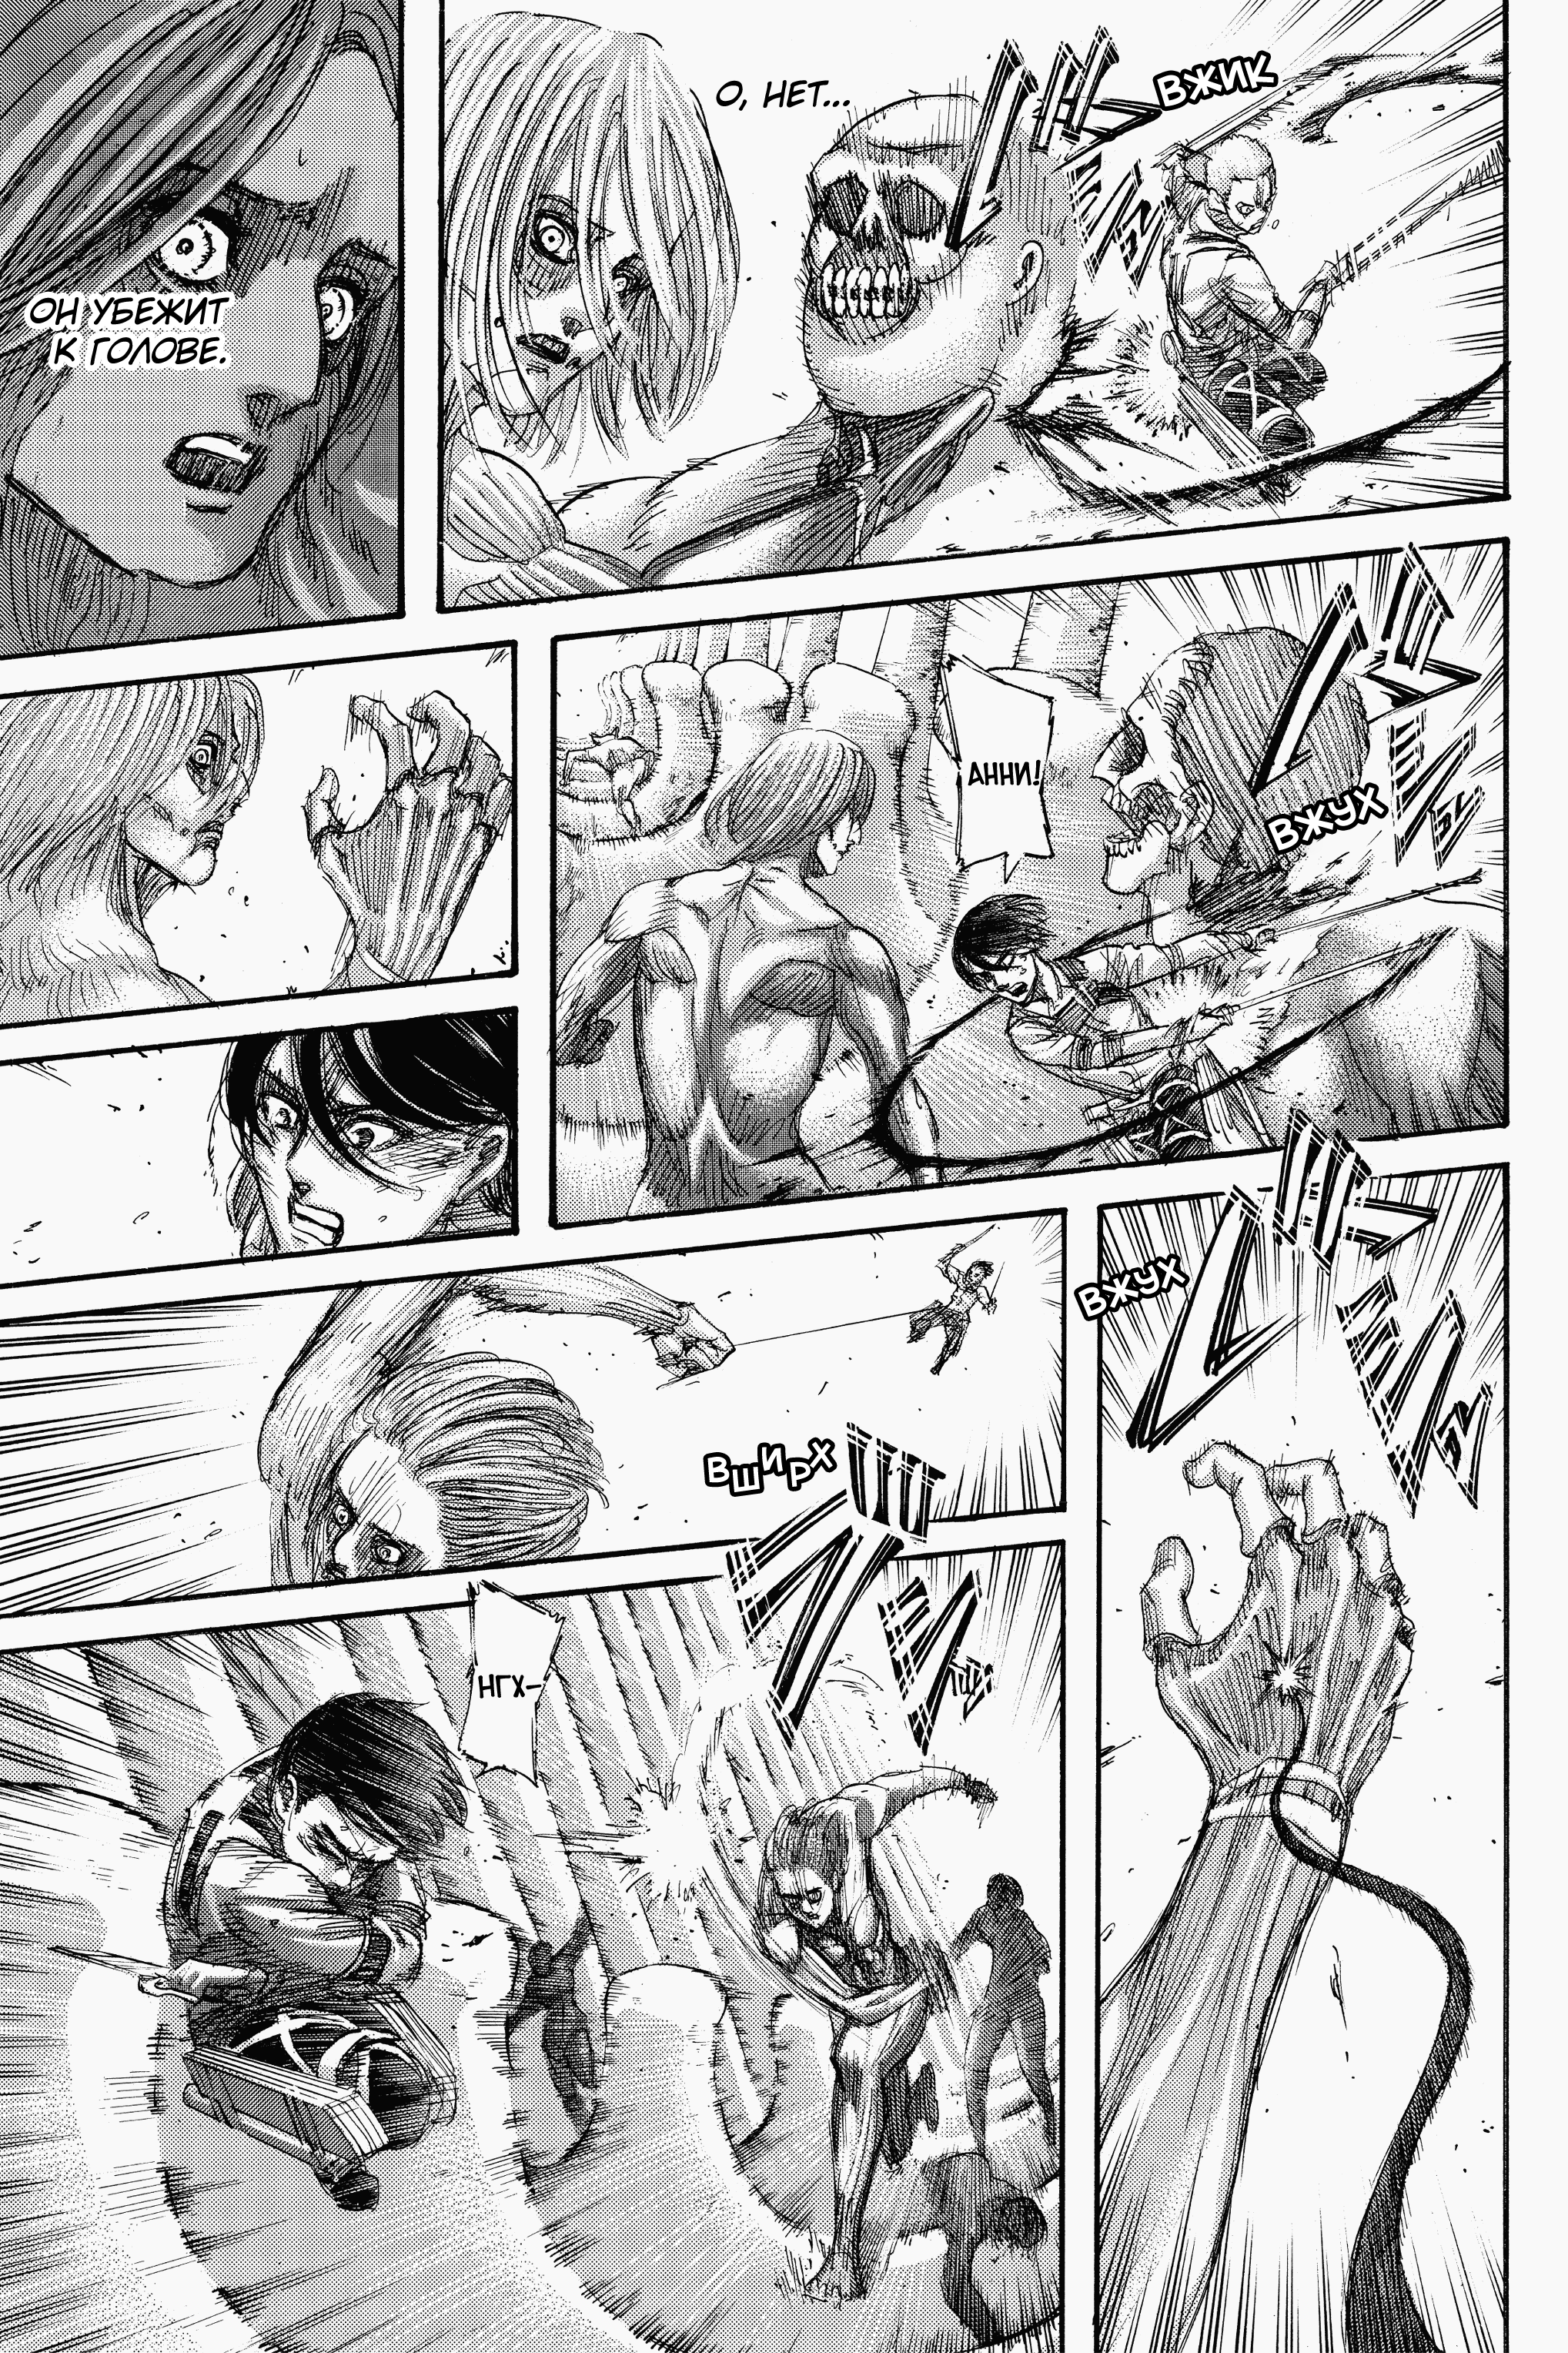 О, НЕТ...
ВЖИК
ОН УБЕЖИТ
К ГОЛОВЕ.
АННИ!
ВЖУХ
ВЖУХ
ВШИРХ
НГХ-